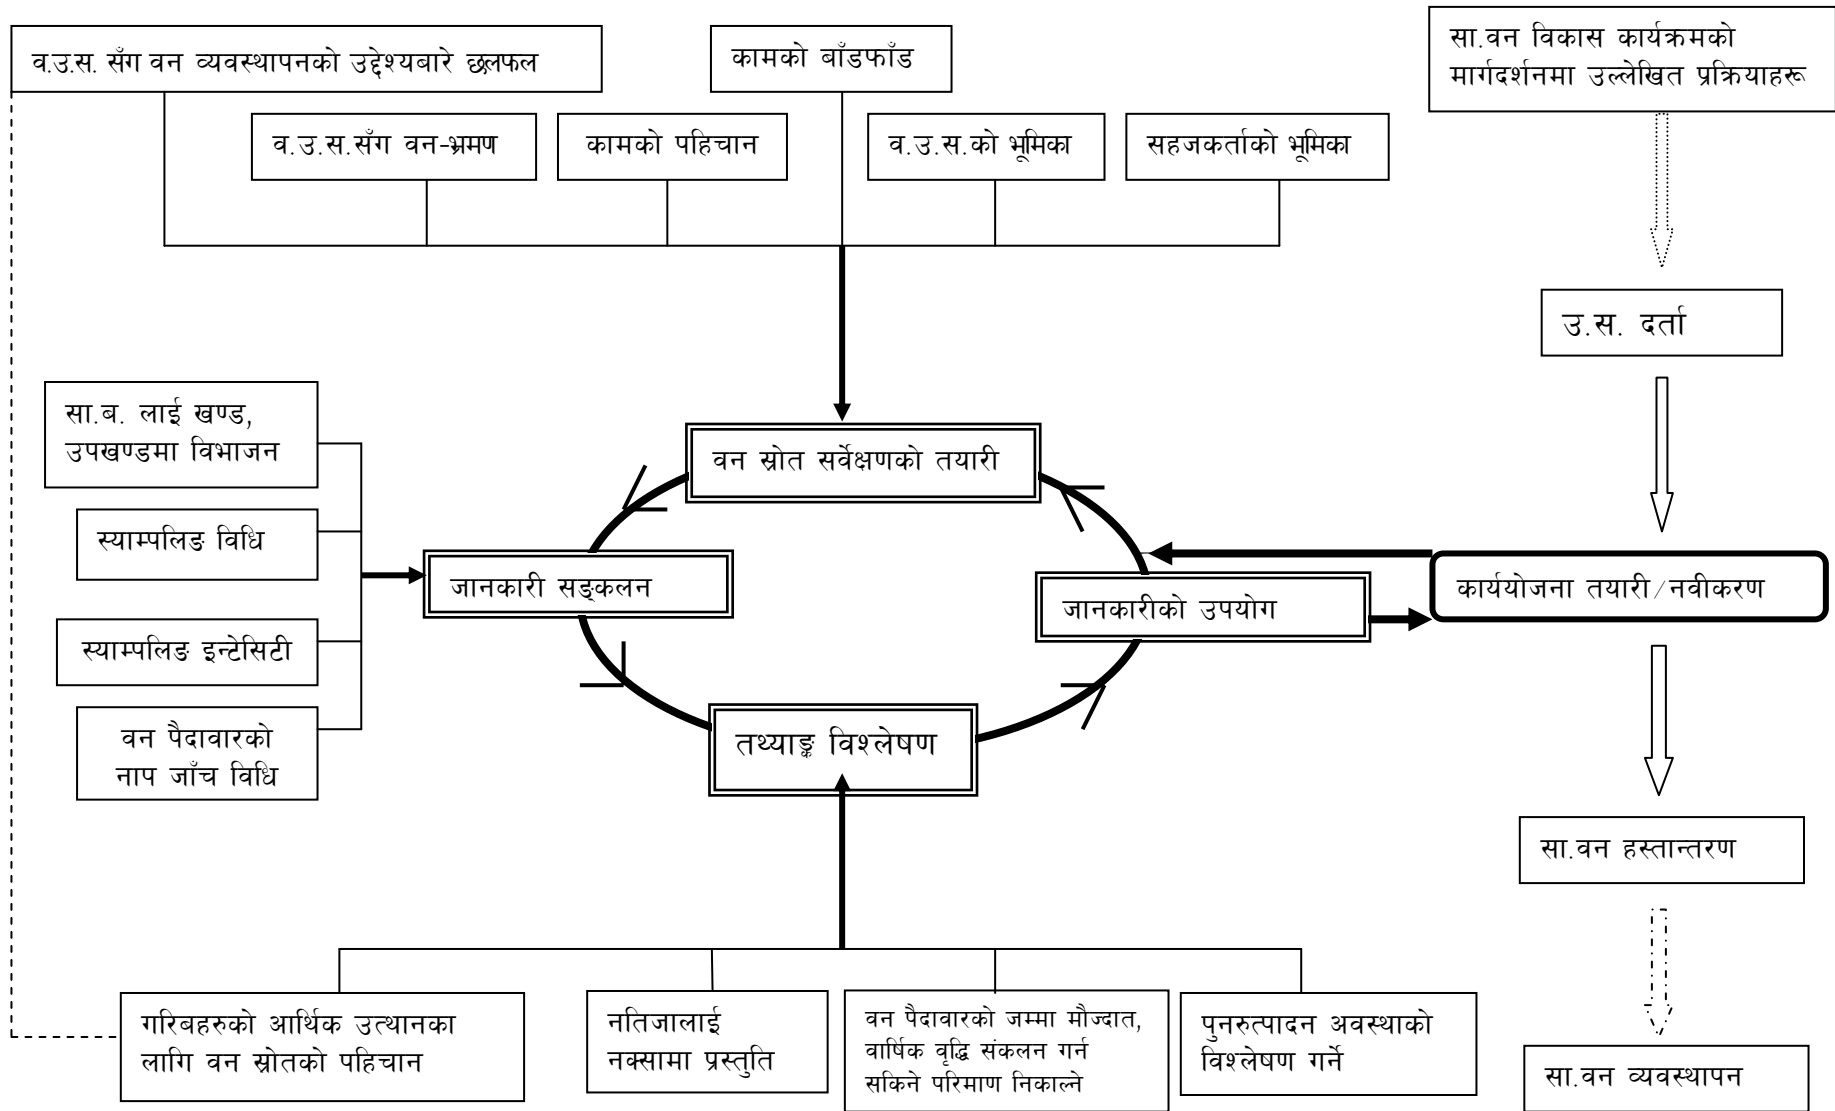 व.उ.स. सँग वन व्यवस्थापनको उद्देश्यबारे छलफल
कामको बाँडफाँड
सा.वन विकास कार्यक्रमको
मार्गदर्शनमा उल्लेखित प्रक्रियाहरू
व.उ.स.सँग वन-भ्रमण
कामको पहिचान
व.उ.स.को भूमिका
सहजकर्ताको भूमिका
उ.स. दर्ता
सा.ब. लाई खण्ड,
उपखण्डमा विभाजन
वन स्रोत सर्वेक्षणको तयारी
स्याम्पलिङ विधि
जानकारी सङ्कलन
जानकारीको उपयोग
कार्ययोजना तयारी/नवीकरण
स्याम्पलिङ इन्टेसिटी
वन पैदावारको
नाप जाँच विधि
तथ्याङ्क विश्लेषण
सा.वन हस्तान्तरण
गरिबहरुको आर्थिक उत्थानका
लागि वन स्रोतको पहिचान
नतिजालाई
नक्सामा प्रस्तुति
वन पैदावारको जम्मा मौज्दात,
वार्षिक वृद्धि संकलन गर्न
सकिने परिमाण निकाल्ने
पुनरुत्पादन अवस्थाको
विश्लेषण गर्ने
सा.वन व्यवस्थापन